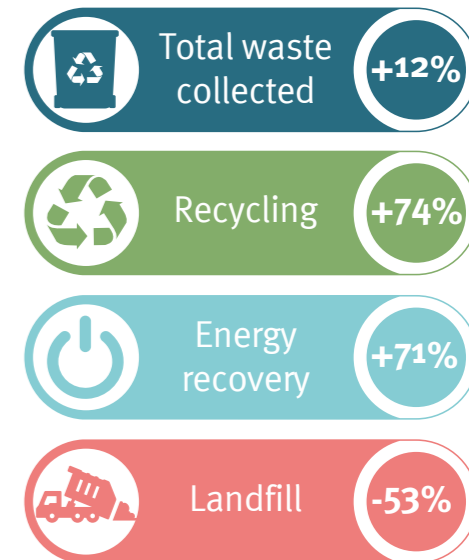 Total waste
collected
+12%
Recycling
+74%
Energy
recovery
+71%
Landfill
-53%